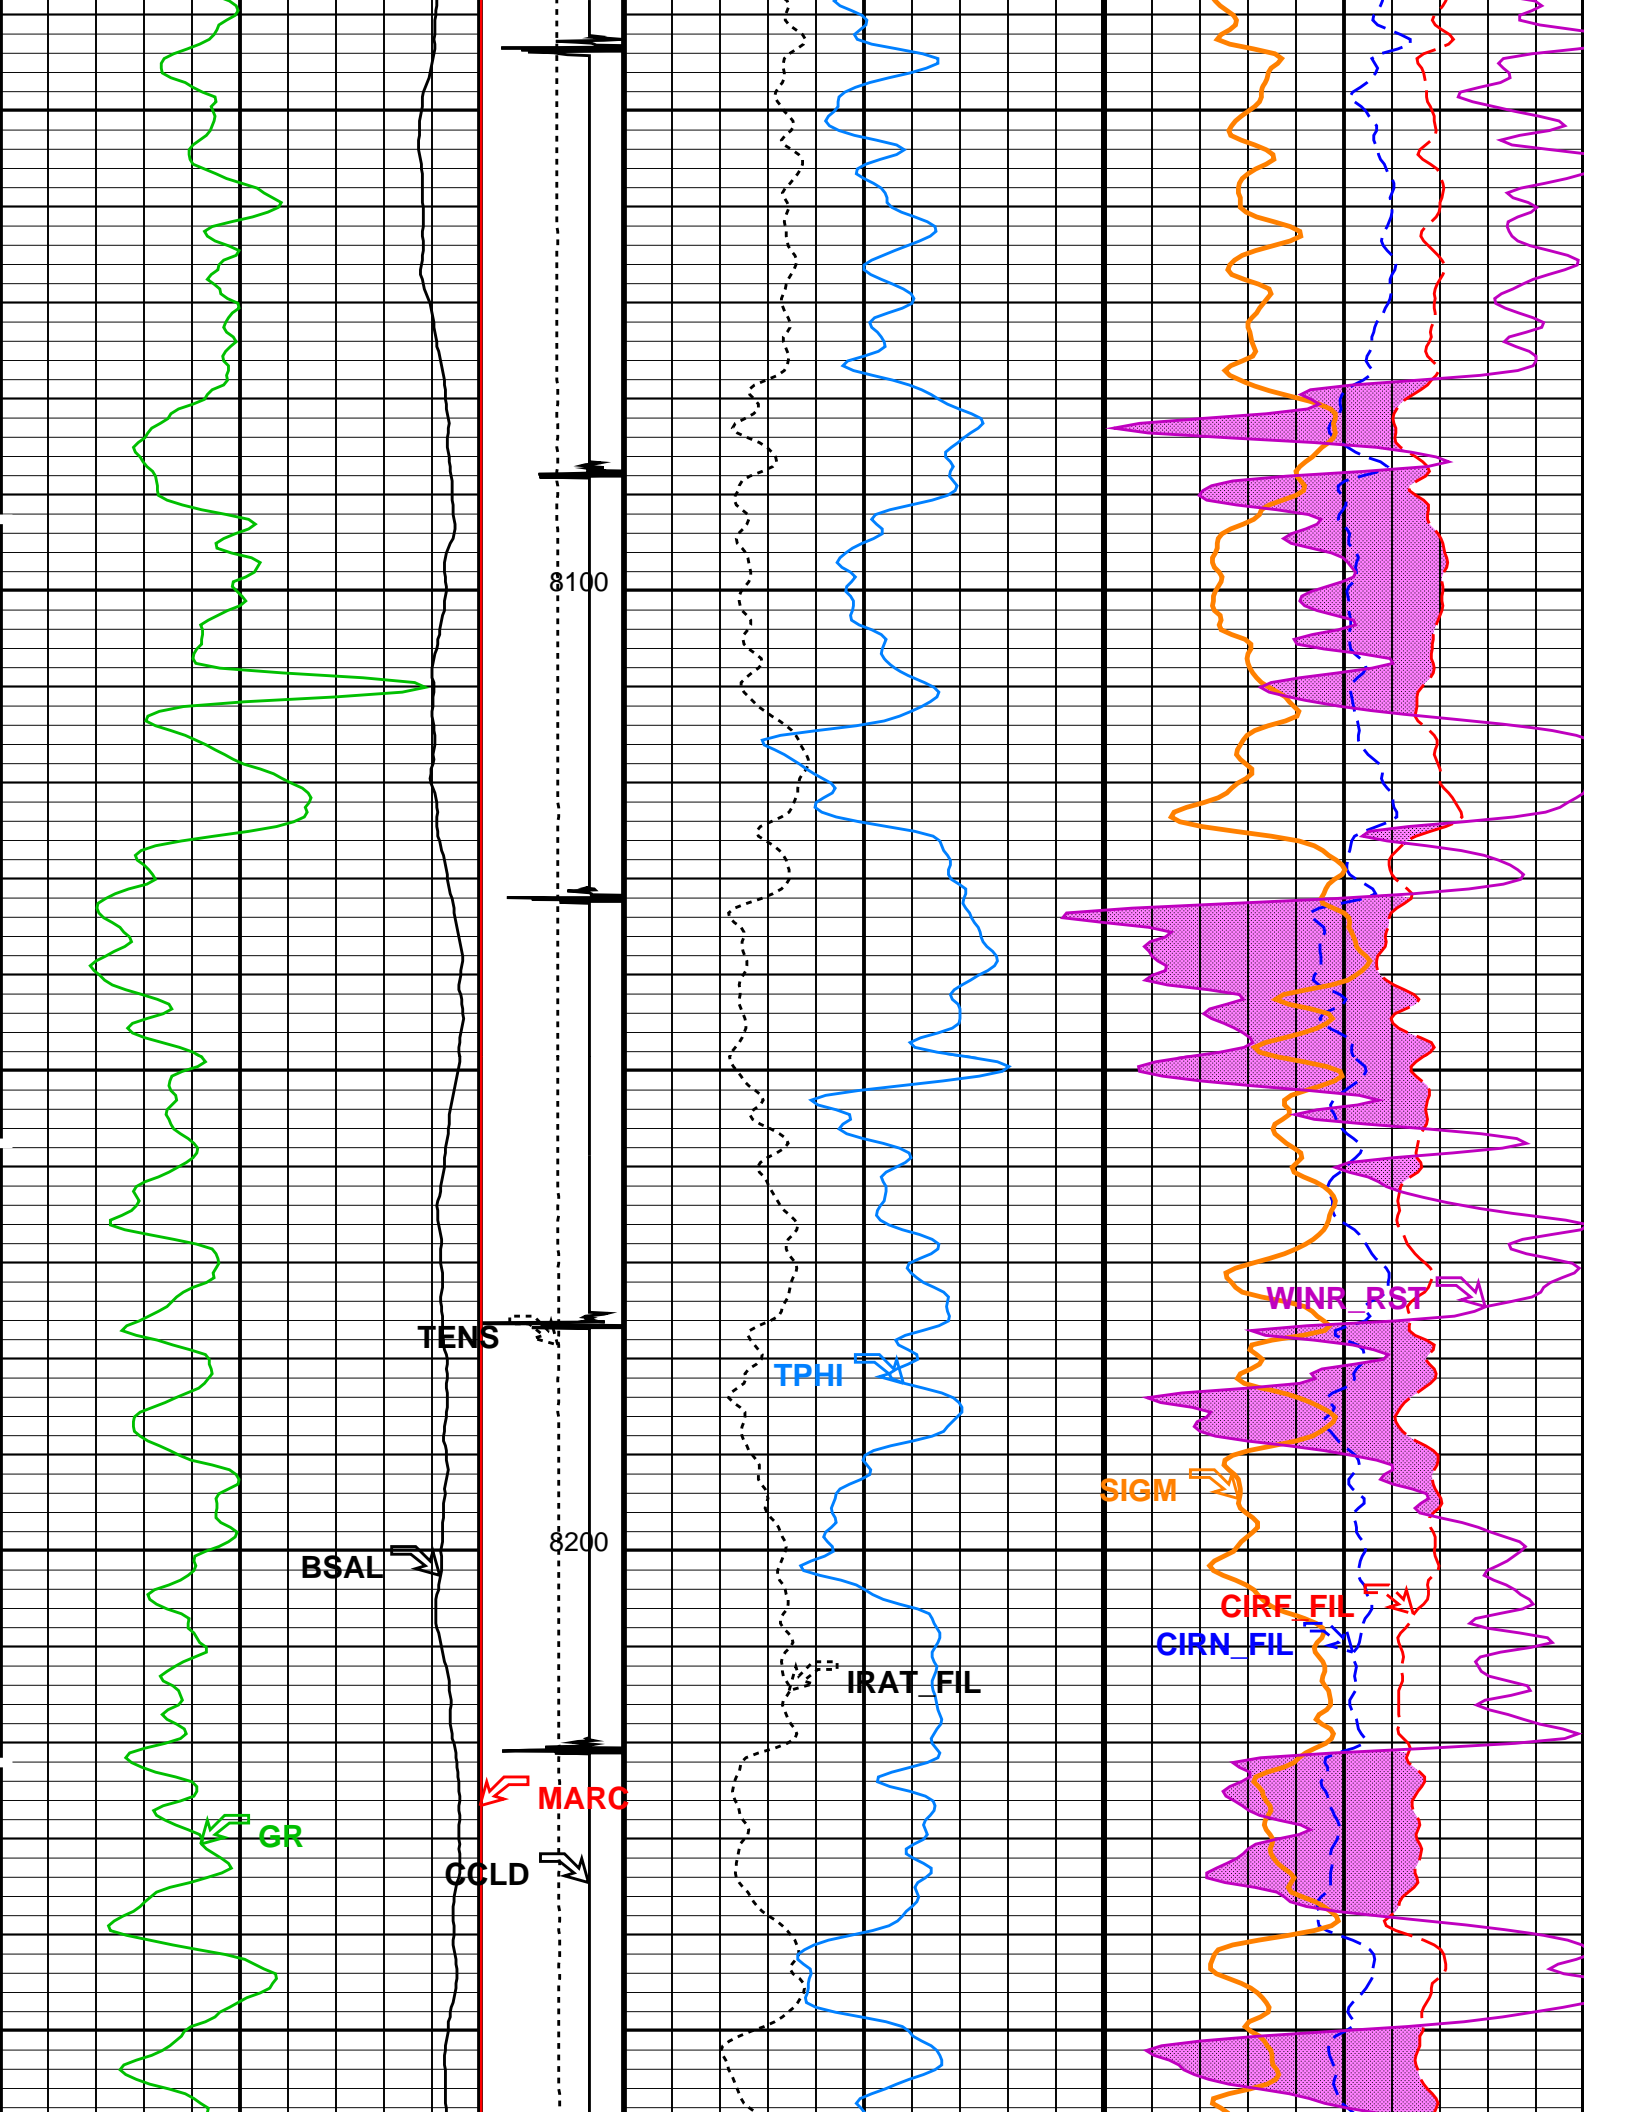 8100
WINR_RST
TENS
TPHI
SIGM
8200
BSAL
CIRF_FIL
CIRN_FIL
IRAT_FIL
MARC
GR
CCLD